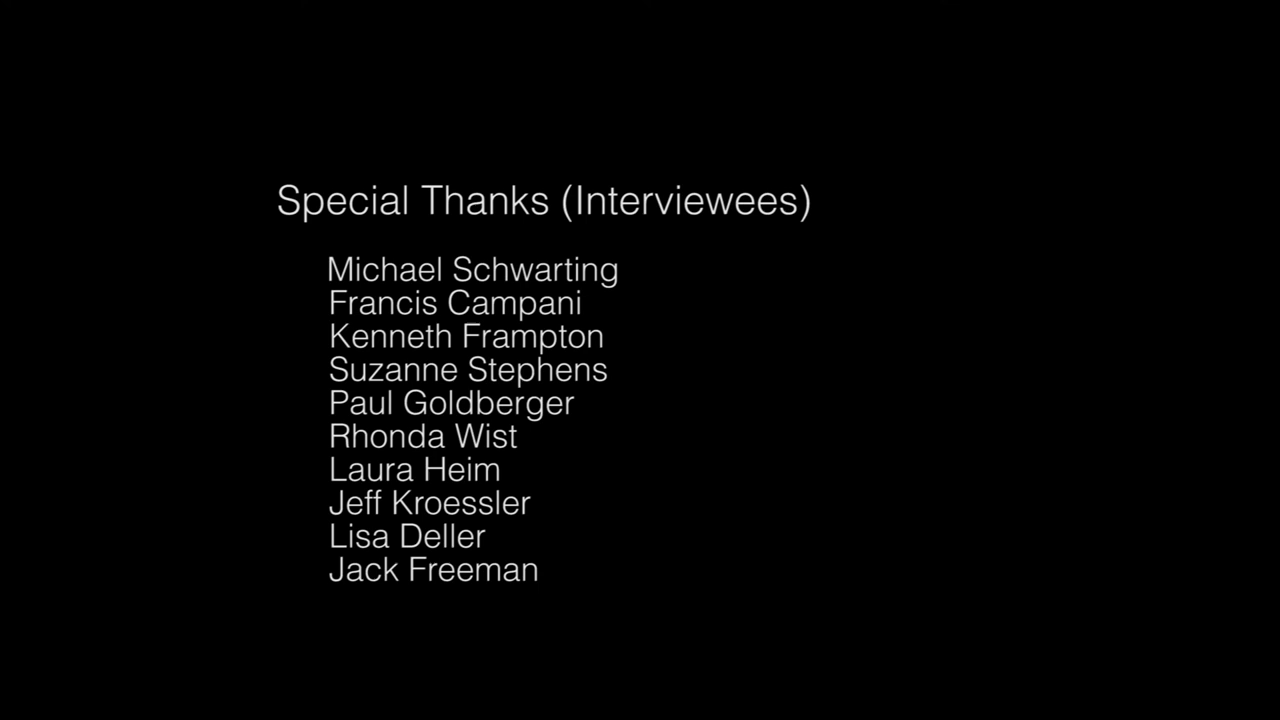 Special Thanks (Interviewees)
Michael Schwarting
Francis Campani
Kenneth Frampton
Suzanne Stephens
Paul Goldberger
Rhonda Wist
Laura Heim
Jeff Kroessler
Lisa Deller
Jack Freeman